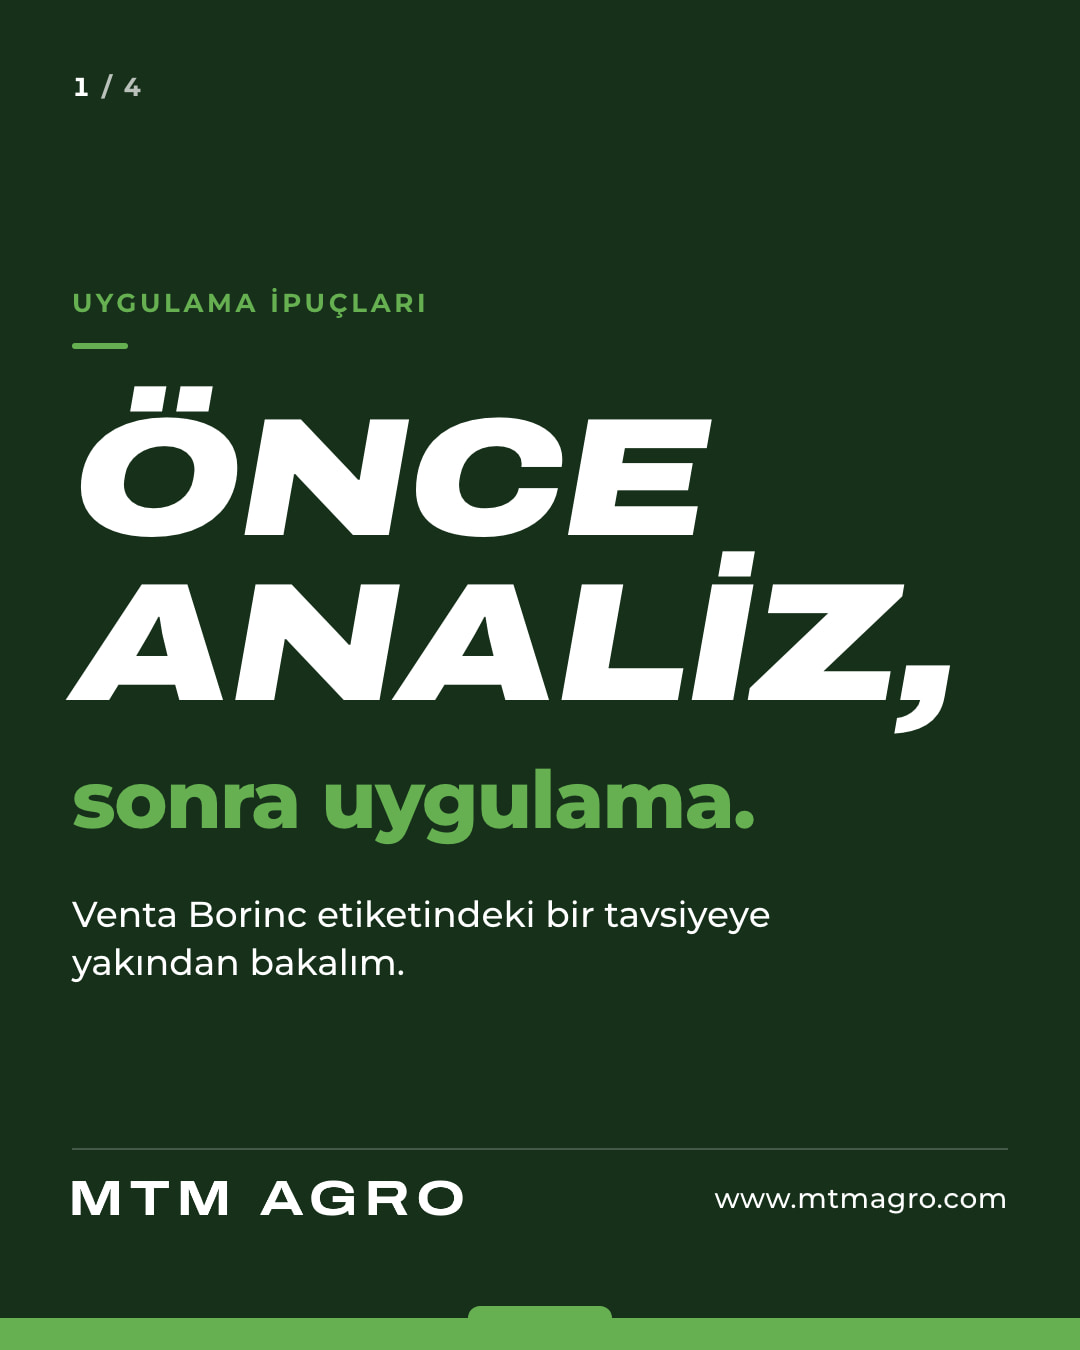 1 / 4
UYGULAMA İPUÇLARI
ÖNCE
ANALİZ,
sonra uygulama.
Venta Borinc etiketindeki bir tavsiyeye
yakından bakalım.
MTM AGRO
www.mtmagro.com